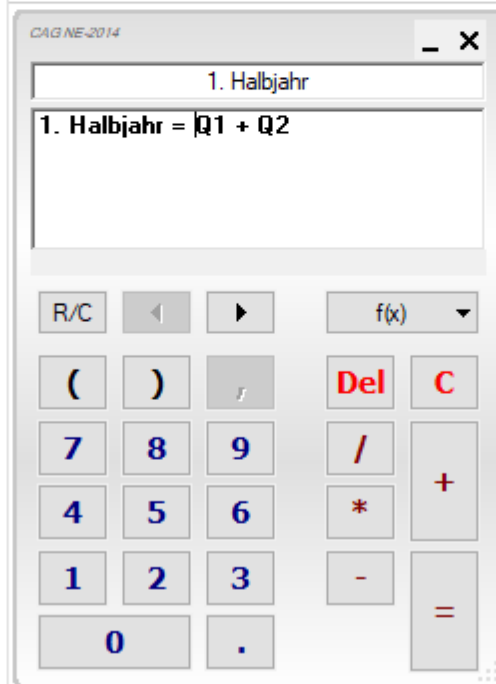 CAG NE-2014
_ ×
1. Halbjahr
1. Halbjahr = Q1 + Q2
R/C f(x)
( ) , Del C
7 8 9 / +
4 5 6 *
1 2 3 - =
0 .